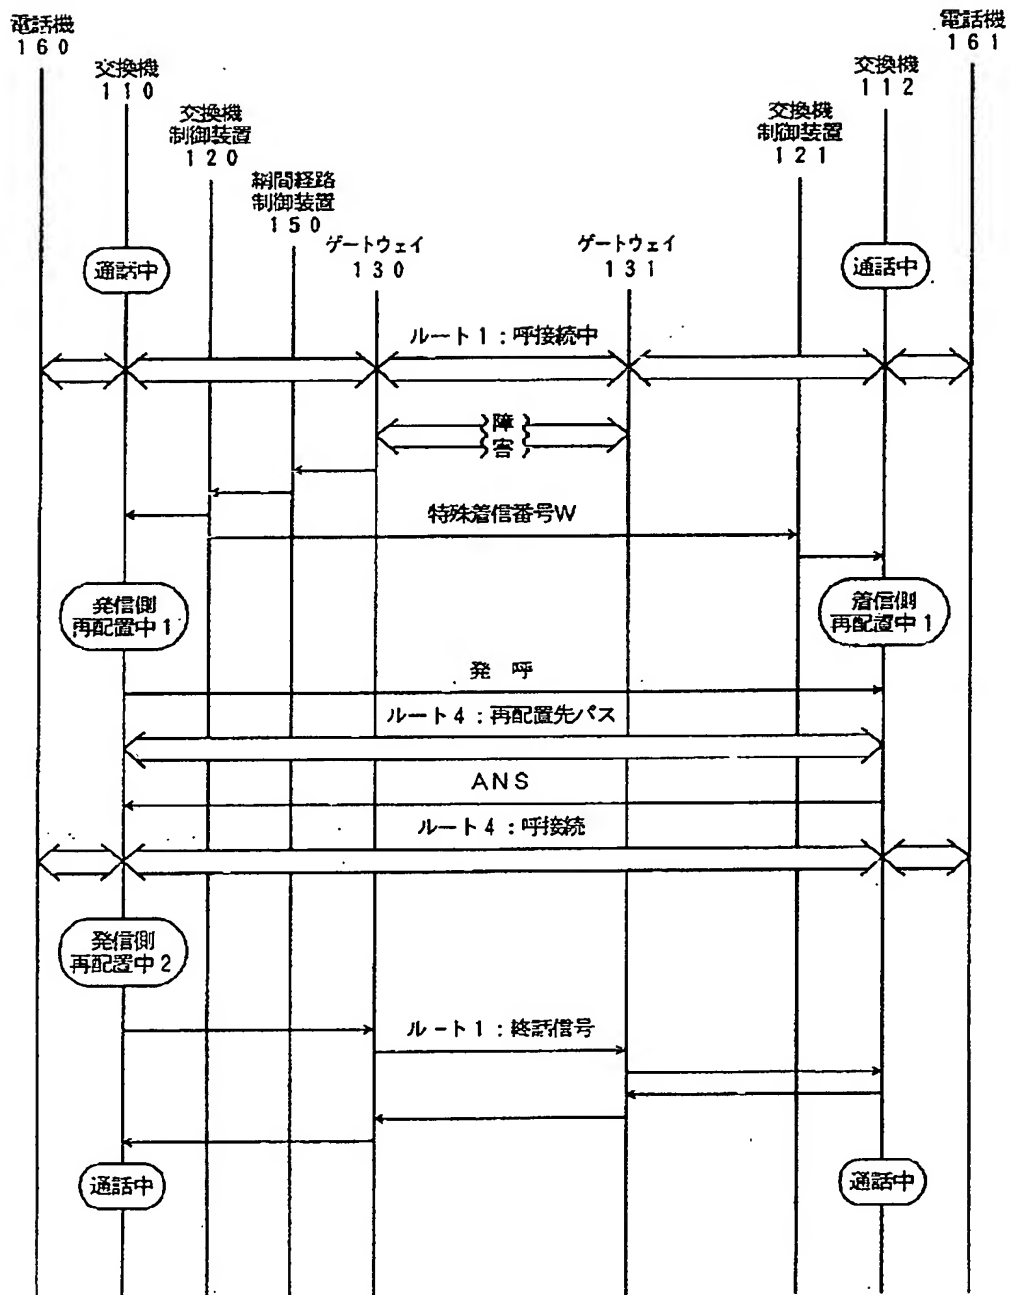 電話機
160
電話機
161
交換機
110
交換機
112
交換機
制御装置
120
交換機
制御装置
121
網間経路
制御装置
150
ゲートウェイ
130
ゲートウェイ
131
通話中
通話中
ルート1：呼接続中
障
害
特殊着信番号W
発信側
再配置中1
着信側
再配置中1
発 呼
ルート4：再配置先パス
ANS
ルート4：呼接続
発信側
再配置中2
ルート1：終話信号
通話中
通話中